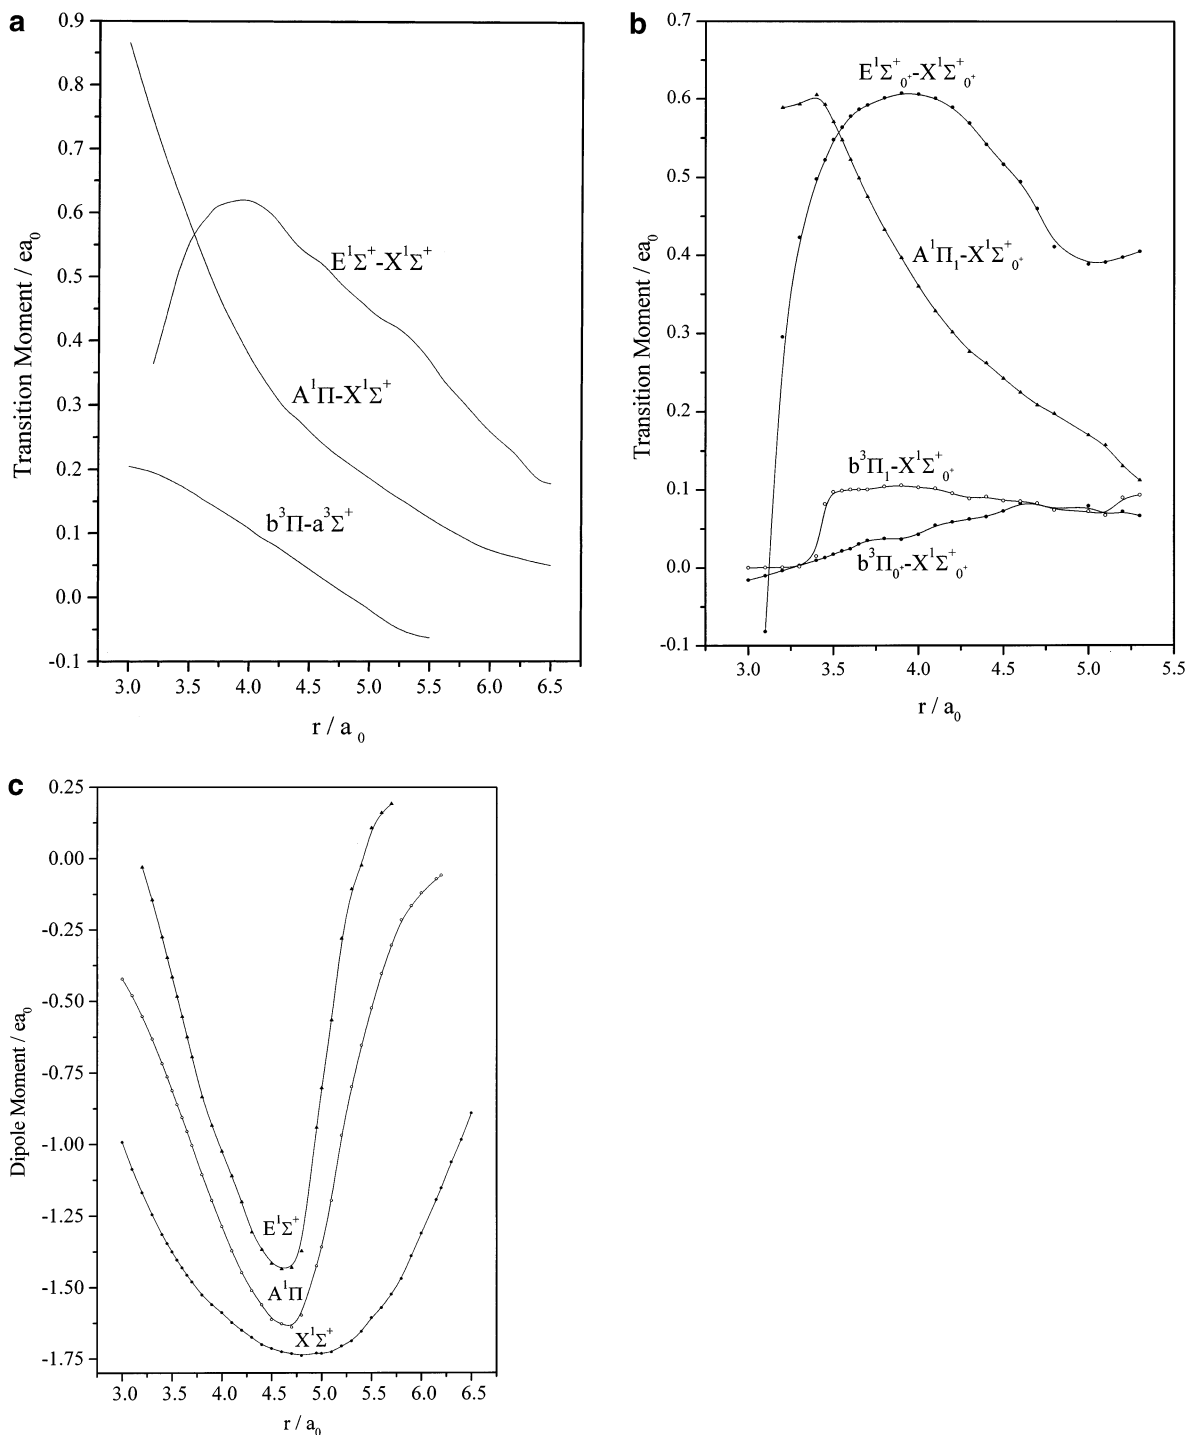 a
0.9
0.8
0.7
0.6
0.5
0.4
0.3
0.2
0.1
0.0
-0.1
Transition Moment / ea₀
E¹Σ⁺-X¹Σ⁺
A¹Π-X¹Σ⁺
b³Π-a³Σ⁺
3.0 3.5 4.0 4.5 5.0 5.5 6.0 6.5
r / a₀
b
0.7
0.6
0.5
0.4
0.3
0.2
0.1
0.0
-0.1
Transition Moment / ea₀
E¹Σ⁺₀⁺-X¹Σ⁺₀⁺
A¹Π₁-X¹Σ⁺₀⁺
b³Π₁-X¹Σ⁺₀⁺
b³Π₀⁺-X¹Σ⁺₀⁺
3.0 3.5 4.0 4.5 5.0 5.5
r / a₀
c
0.25
0.00
-0.25
-0.50
-0.75
-1.00
-1.25
-1.50
-1.75
Dipole Moment / ea₀
E¹Σ⁺
A¹Π
X¹Σ⁺
3.0 3.5 4.0 4.5 5.0 5.5 6.0 6.5
r / a₀